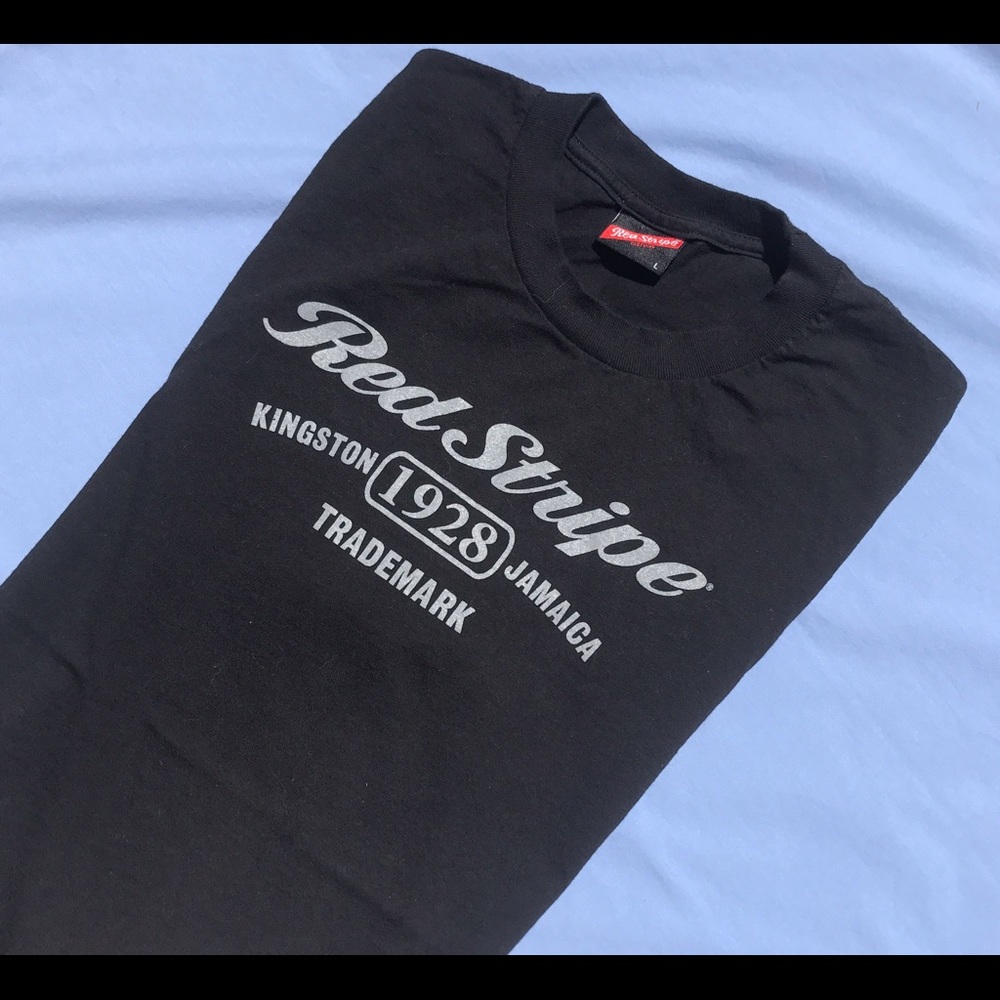 Red Stripe
L
Red Stripe®
KINGSTON 1928 JAMAICA
TRADEMARK